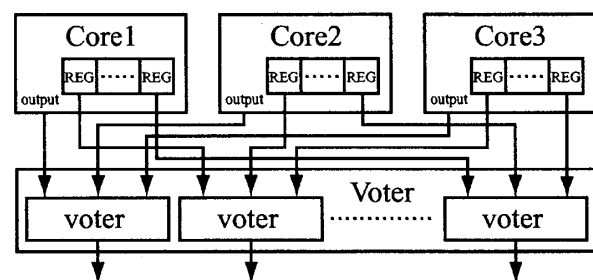 Core1 Core2 Core3
REG ····· REG REG ····· REG REG ····· REG
output output output
Voter
voter voter ·············· voter